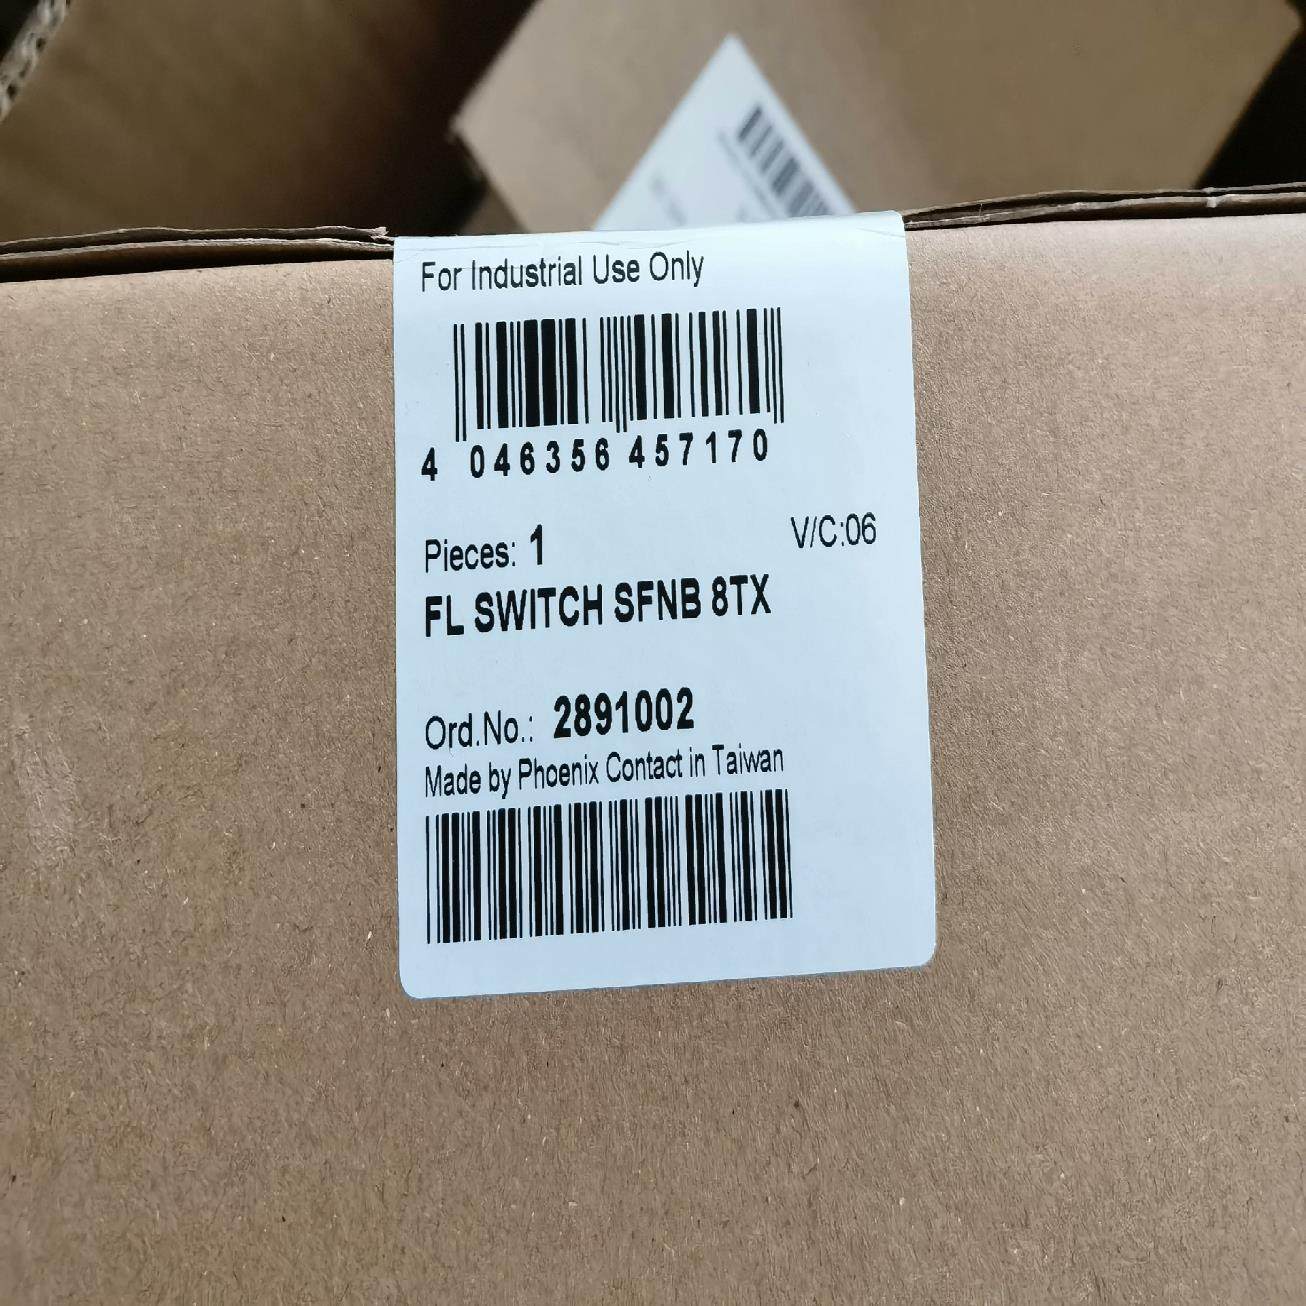 For Industrial Use Only
4 046356 457170
Pieces: 1 V/C:06
FL SWITCH SFNB 8TX
Ord.No.: 2891002
Made by Phoenix Contact in Taiwan